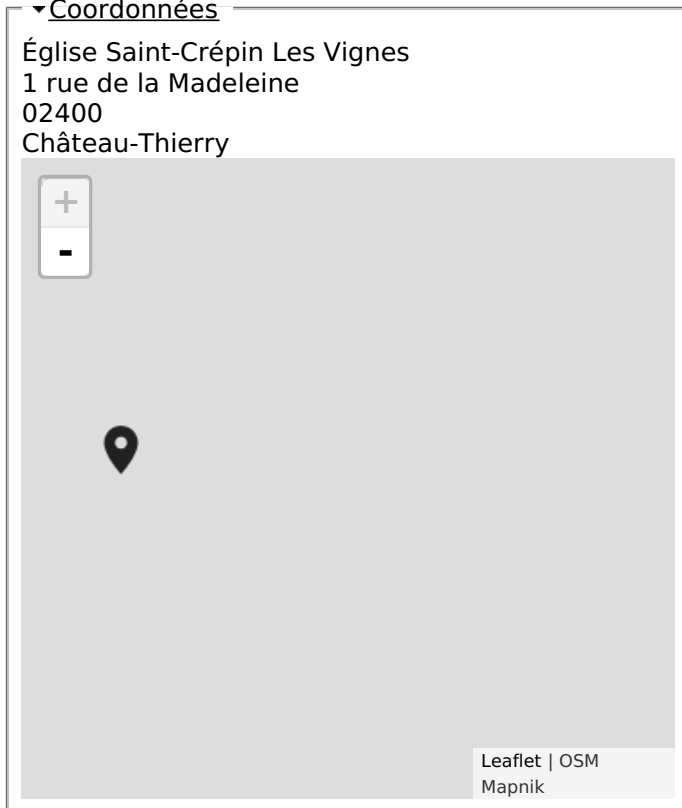 Coordonnées
Église Saint-Crépin Les Vignes
1 rue de la Madeleine
02400
Château-Thierry
+
-
Leaflet | OSM
Mapnik